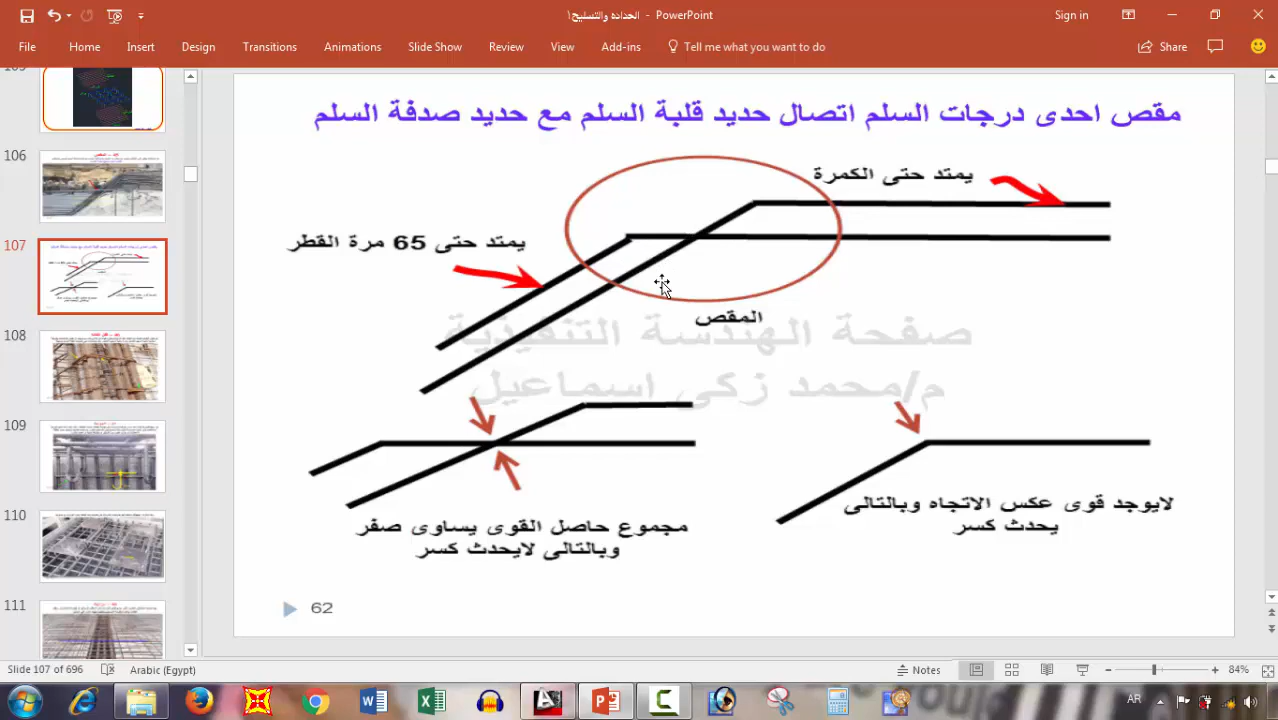 الحداده والتسليح١ - PowerPoint
Sign in
File Home Insert Design Transitions Animations Slide Show Review View Add-ins Tell me what you want to do Share
106
107
108
109
110
111
مقص احدى درجات السلم اتصال حديد قلبة السلم مع حديد صدفة السلم
يمتد حتى الكمرة
يمتد حتى 65 مرة القطر
المقص
صفحة الهندسة التنفيذية
م/محمد زكى اسماعيل
مجموع حاصل القوى يساوى صفر
وبالتالى لايحدث كسر
لايوجد قوى عكس الاتجاه وبالتالى
يحدث كسر
62
Slide 107 of 696 Arabic (Egypt) Notes 84%
AR